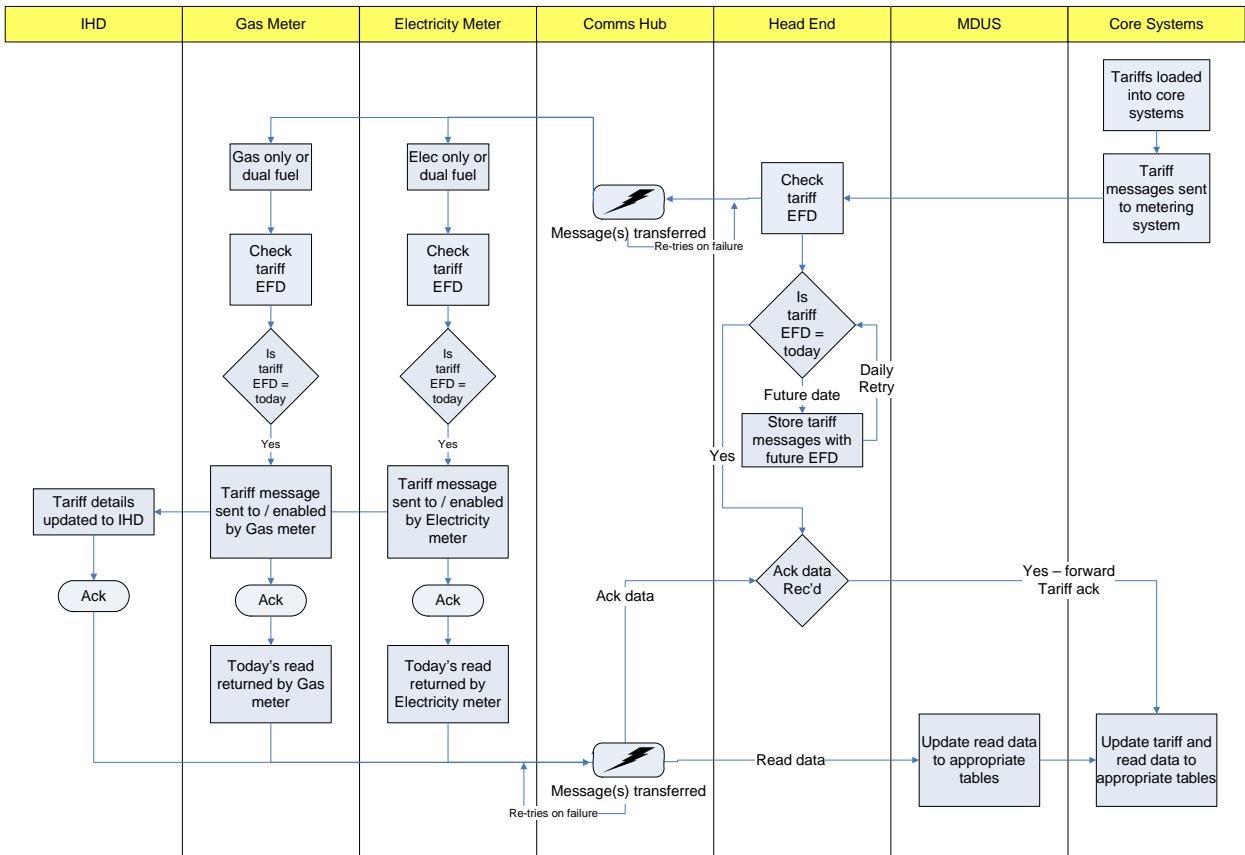 IHD
Gas Meter
Electricity Meter
Comms Hub
Head End
MDUS
Core Systems
Tariffs loaded
into core
systems
Tariff
messages sent
to metering
system
Check
tariff
EFD
Message(s) transferred
Re-tries on failure
Gas only or
dual fuel
Elec only or
dual fuel
Check
tariff
EFD
Check
tariff
EFD
Is
tariff
EFD =
today
Is
tariff
EFD =
today
Is
tariff
EFD =
today
Daily
Retry
Future date
Store tariff
messages with
future EFD
Yes
Yes
Yes
Tariff details
updated to IHD
Tariff message
sent to / enabled
by Gas meter
Tariff message
sent to / enabled
by Electricity
meter
Ack
Ack
Ack
Ack data
Ack data
Rec'd
Yes – forward
Tariff ack
Today's read
returned by Gas
meter
Today's read
returned by
Electricity meter
Message(s) transferred
Re-tries on failure
Read data
Update read data
to appropriate
tables
Update tariff and
read data to
appropriate tables